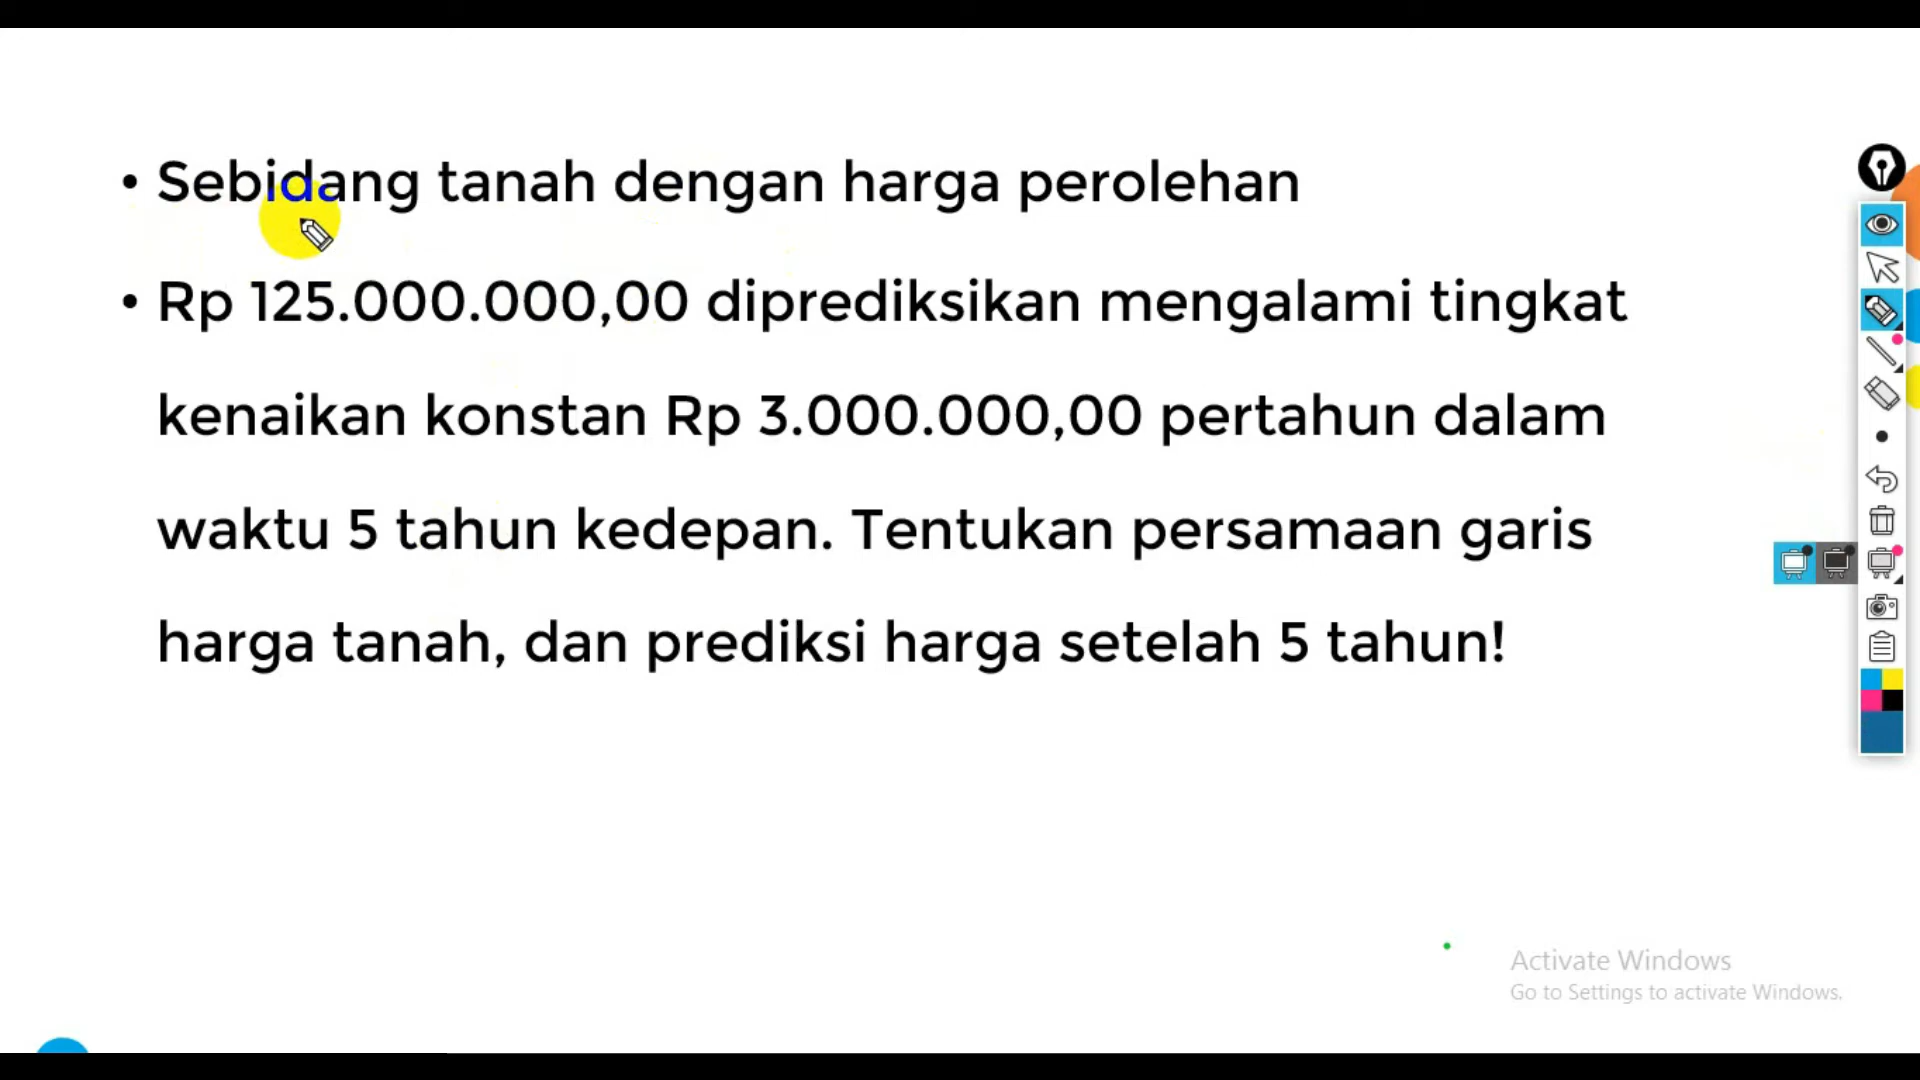 • Sebidang tanah dengan harga perolehan
• Rp 125.000.000,00 diprediksikan mengalami tingkat
kenaikan konstan Rp 3.000.000,00 pertahun dalam
waktu 5 tahun kedepan. Tentukan persamaan garis
harga tanah, dan prediksi harga setelah 5 tahun!
Activate Windows
Go to Settings to activate Windows.